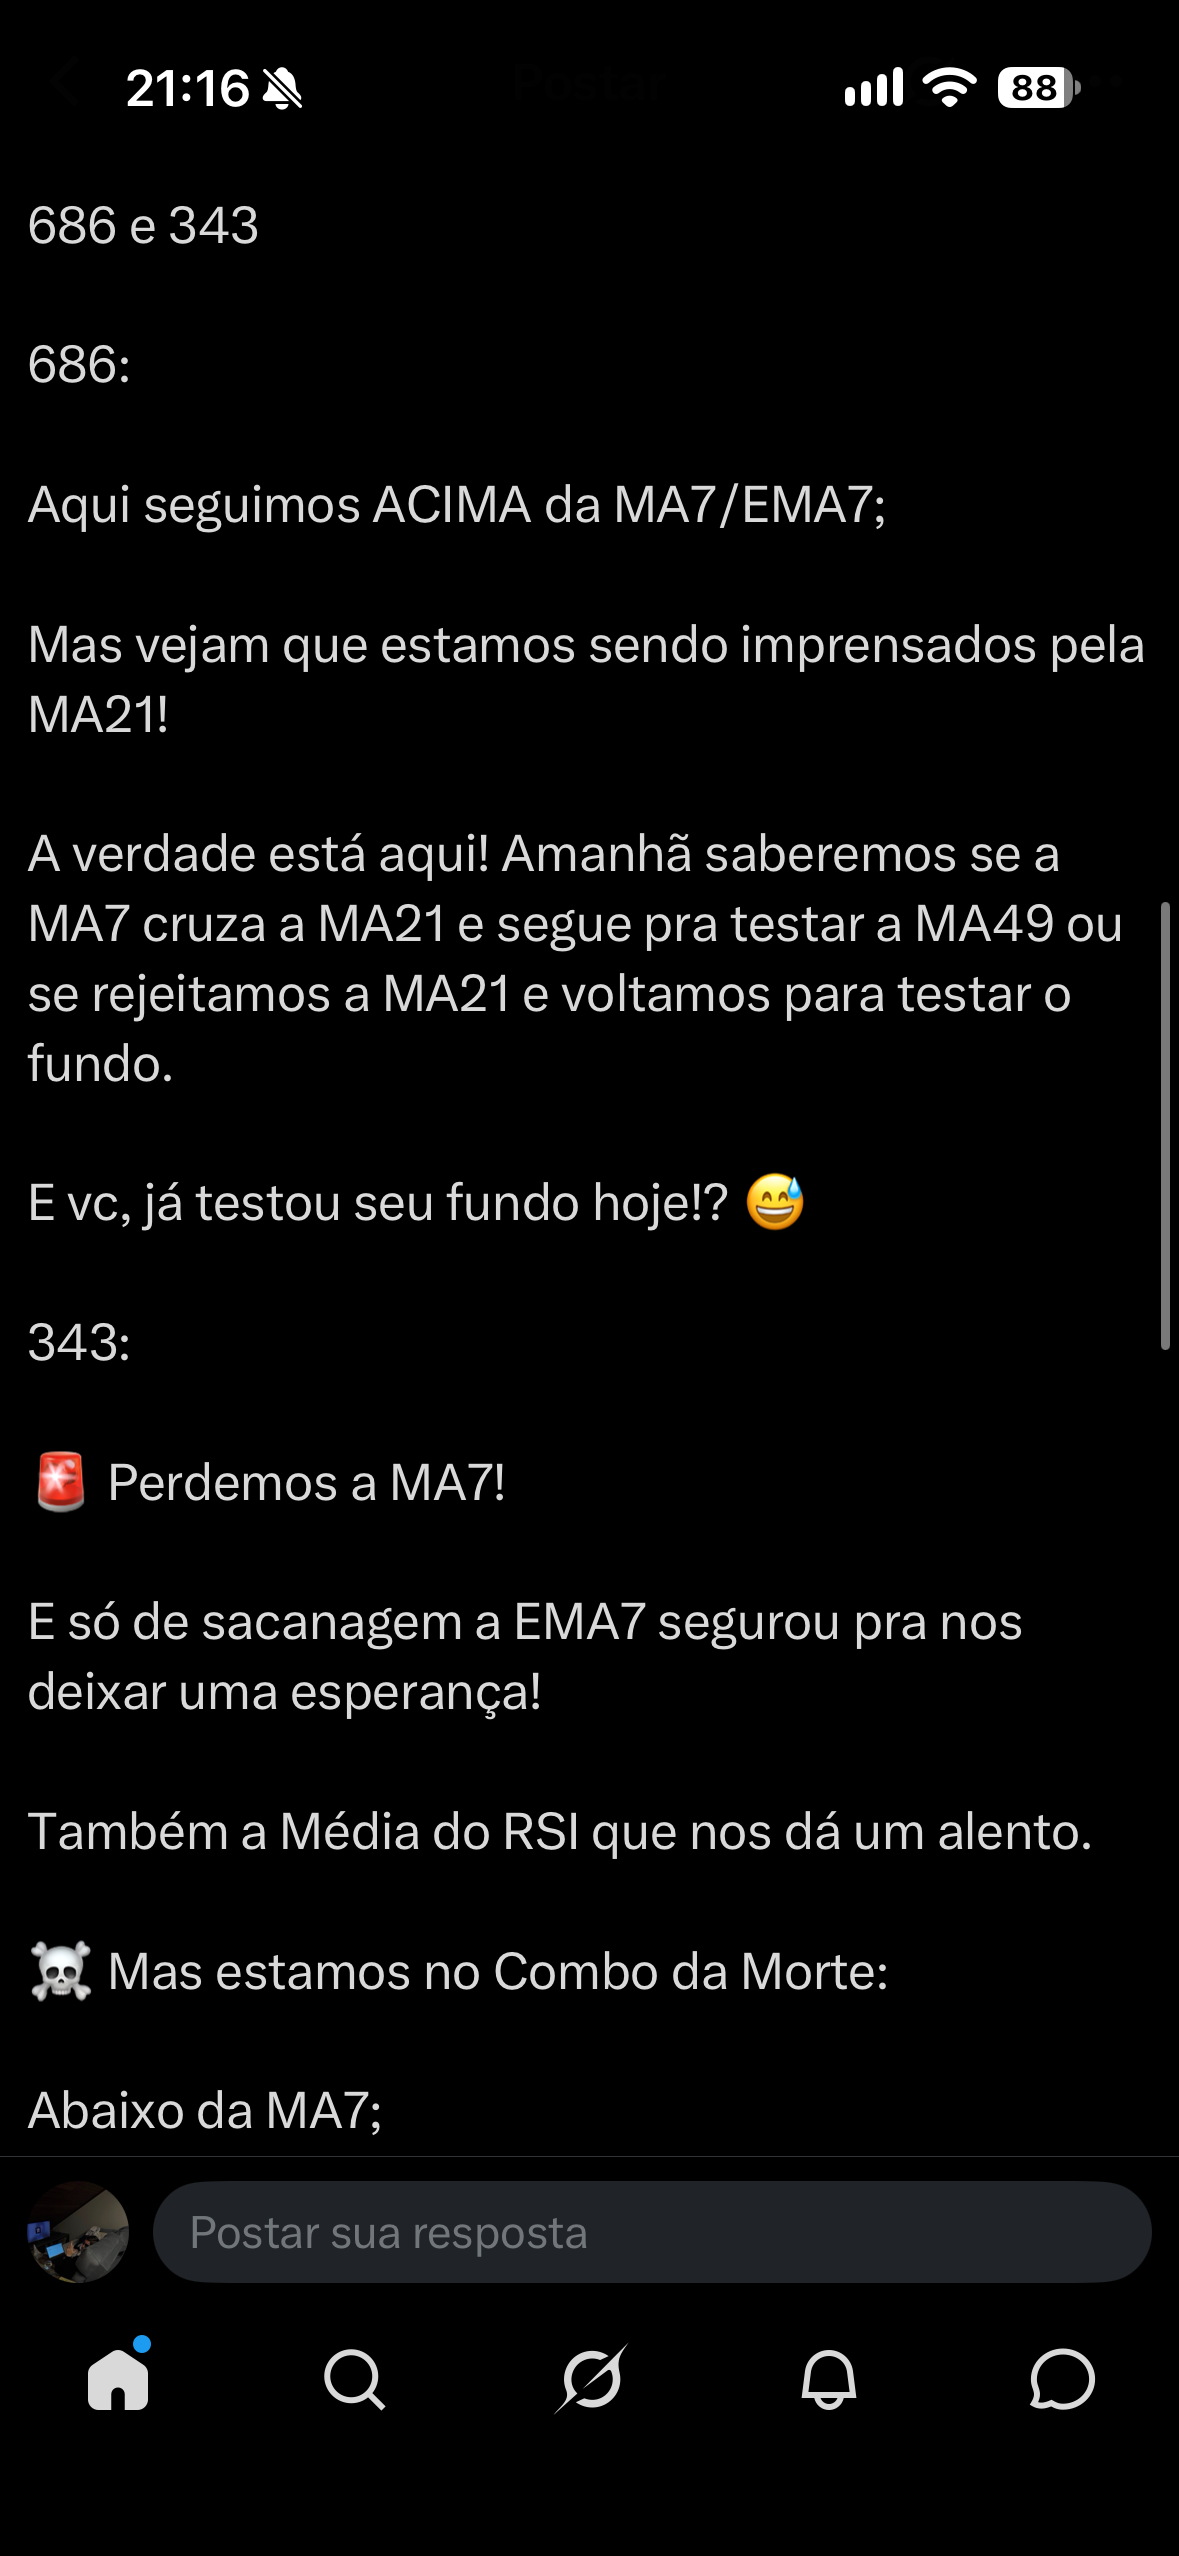 21:16
88
Postar
686 e 343
686:
Aqui seguimos ACIMA da MA7/EMA7;
Mas vejam que estamos sendo imprensados pela
MA21!
A verdade está aqui! Amanhã saberemos se a
MA7 cruza a MA21 e segue pra testar a MA49 ou
se rejeitamos a MA21 e voltamos para testar o
fundo.
E vc, já testou seu fundo hoje!? 😅
343:
🚨 Perdemos a MA7!
E só de sacanagem a EMA7 segurou pra nos
deixar uma esperança!
Também a Média do RSI que nos dá um alento.
☠️ Mas estamos no Combo da Morte:
Abaixo da MA7;
Postar sua resposta